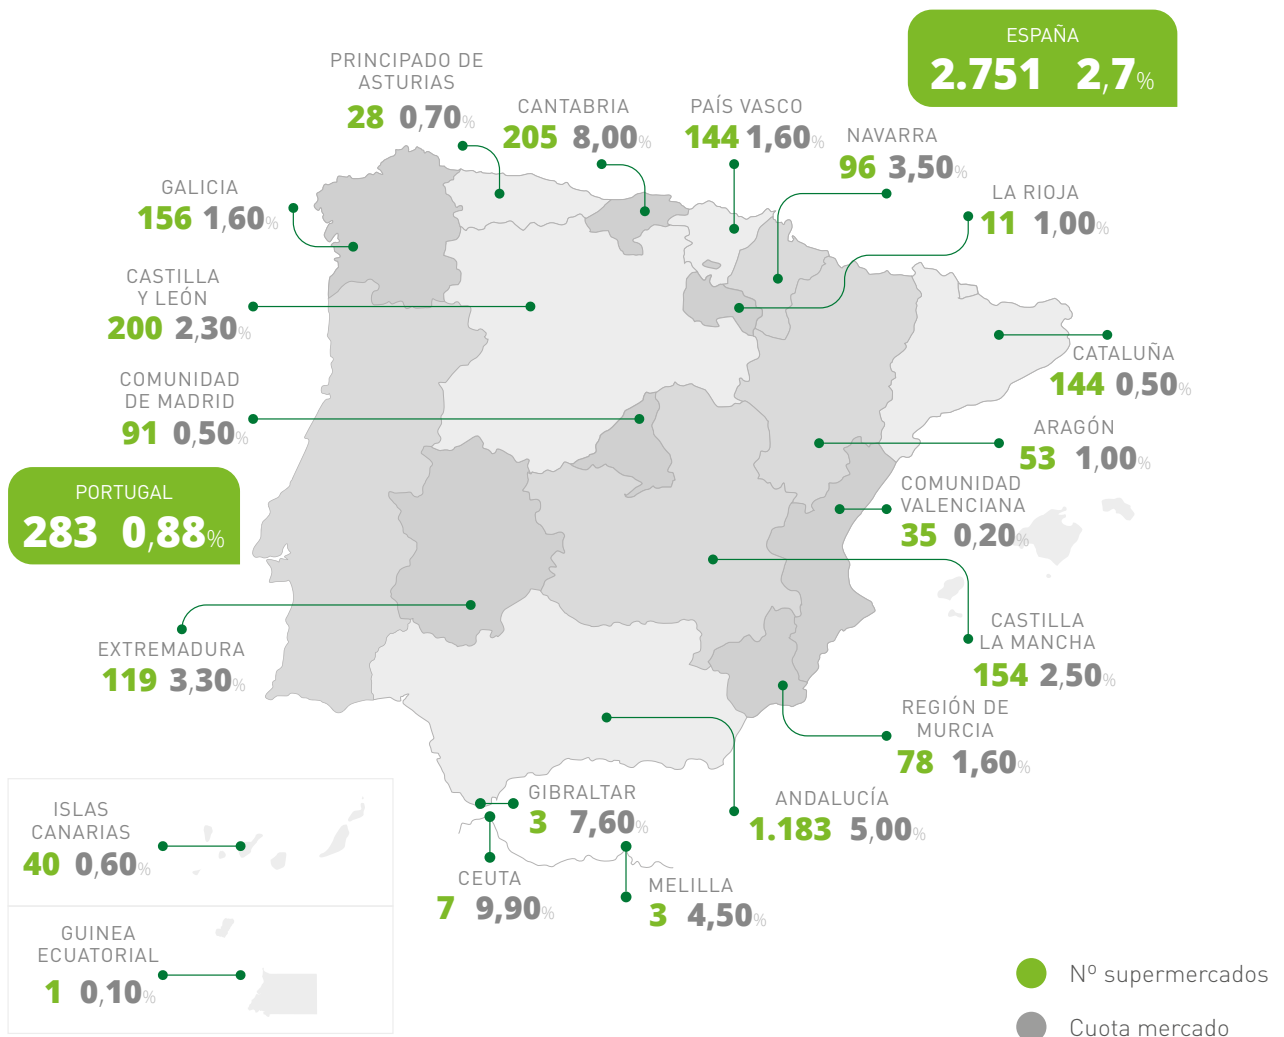 ESPAÑA
2.751 2,7%
PRINCIPADO DE
ASTURIAS
28 0,70%
CANTABRIA
205 8,00%
PAÍS VASCO
144 1,60%
NAVARRA
96 3,50%
LA RIOJA
11 1,00%
GALICIA
156 1,60%
CASTILLA
Y LEÓN
200 2,30%
CATALUÑA
144 0,50%
COMUNIDAD
DE MADRID
91 0,50%
ARAGÓN
53 1,00%
PORTUGAL
283 0,88%
COMUNIDAD
VALENCIANA
35 0,20%
EXTREMADURA
119 3,30%
CASTILLA
LA MANCHA
154 2,50%
REGIÓN DE
MURCIA
78 1,60%
ISLAS
CANARIAS
40 0,60%
GIBRALTAR
3 7,60%
ANDALUCÍA
1.183 5,00%
CEUTA
7 9,90%
MELILLA
3 4,50%
GUINEA
ECUATORIAL
1 0,10%
Nº supermercados
Cuota mercado